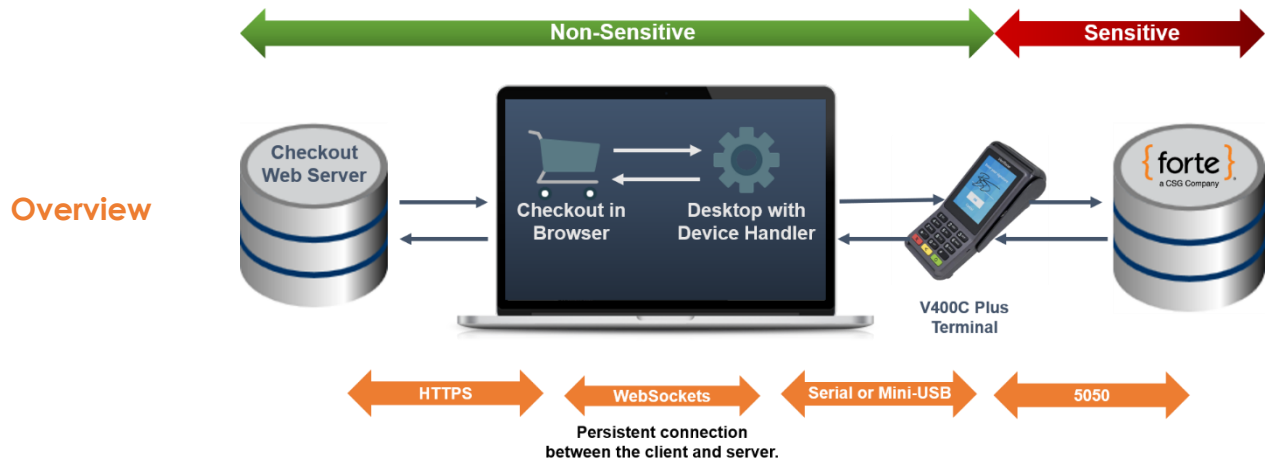 Non-Sensitive
Sensitive
Checkout
Web Server
{forte}
a CSG Company
Overview
Checkout in
Browser
Desktop with
Device Handler
V400C Plus
Terminal
HTTPS
WebSockets
Serial or Mini-USB
5050
Persistent connection
between the client and server.